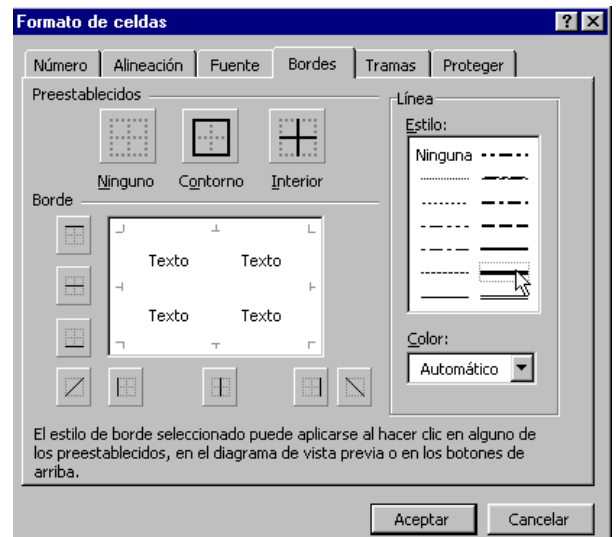 Formato de celdas
Número Alineación Fuente Bordes Tramas Proteger
Preestablecidos
Ninguno Contorno Interior
Línea
Estilo:
Ninguna
Borde
Texto Texto
Texto Texto
Color:
Automático
El estilo de borde seleccionado puede aplicarse al hacer clic en alguno de
los preestablecidos, en el diagrama de vista previa o en los botones de
arriba.
Aceptar Cancelar